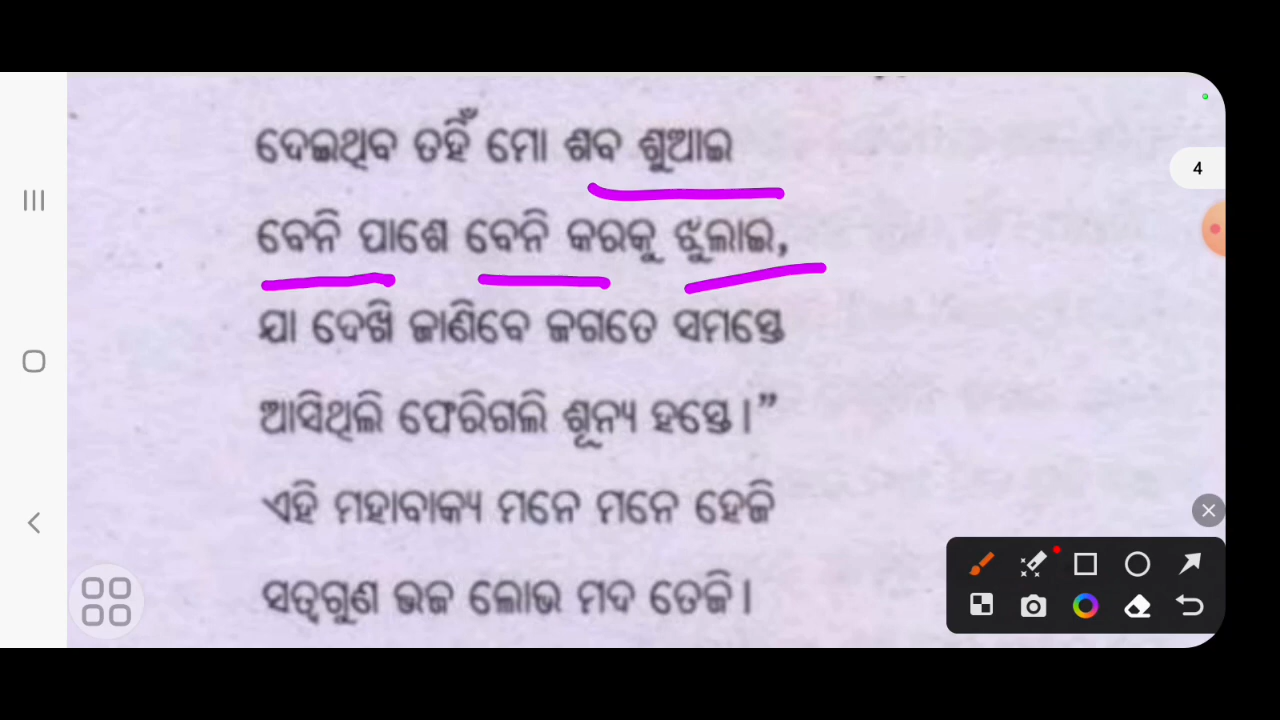 ଦେଇଥିବ ତହିଁ ମୋ ଶବ ଶୁଆଇ
ବେନି ପାଶେ ବେନି କରକୁ ଝୁଲାଇ,
4
ଯା ଦେଖି ଜାଣିବେ ଜଗତେ ସମସ୍ତେ
ଆସିଥିଲି ଫେରିଗଲି ଶୂନ୍ୟ ହସ୍ତେ।”
ଏହି ମହାବାକ୍ୟ ମନେ ମନେ ହେଜି
ସତ୍ୱଗୁଣ ଭଜ ଲୋଭ ମଦ ତେଜି।